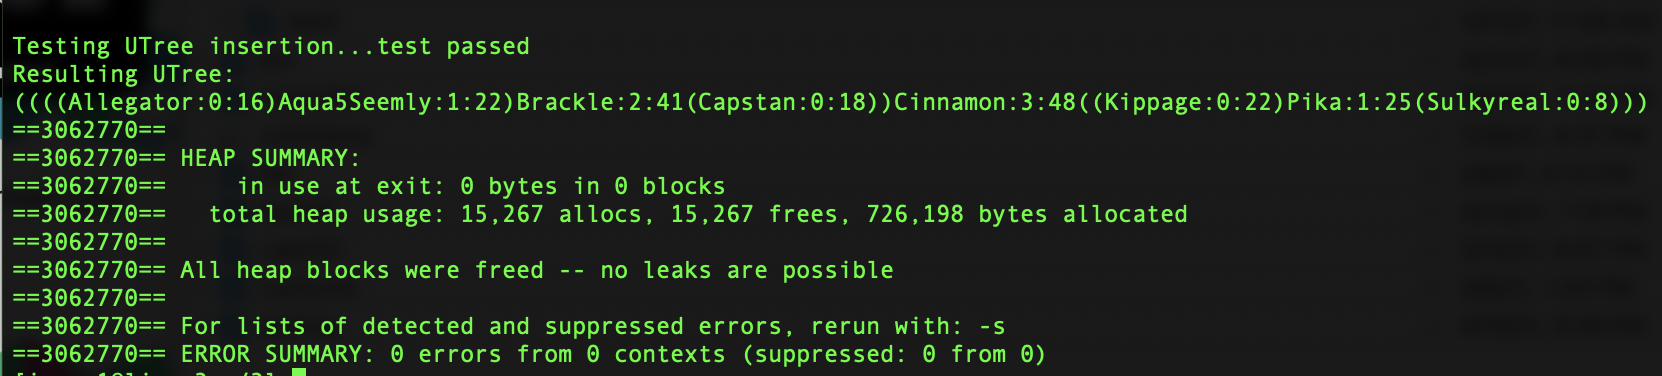 Testing UTree insertion...test passed
Resulting UTree:
((((Allegator:0:16)Aqua5Seemly:1:22)Brackle:2:41(Capstan:0:18))Cinnamon:3:48((Kippage:0:22)Pika:1:25(Sulkyreal:0:8)))
==3062770==
==3062770== HEAP SUMMARY:
==3062770==     in use at exit: 0 bytes in 0 blocks
==3062770==   total heap usage: 15,267 allocs, 15,267 frees, 726,198 bytes allocated
==3062770==
==3062770== All heap blocks were freed -- no leaks are possible
==3062770==
==3062770== For lists of detected and suppressed errors, rerun with: -s
==3062770== ERROR SUMMARY: 0 errors from 0 contexts (suppressed: 0 from 0)